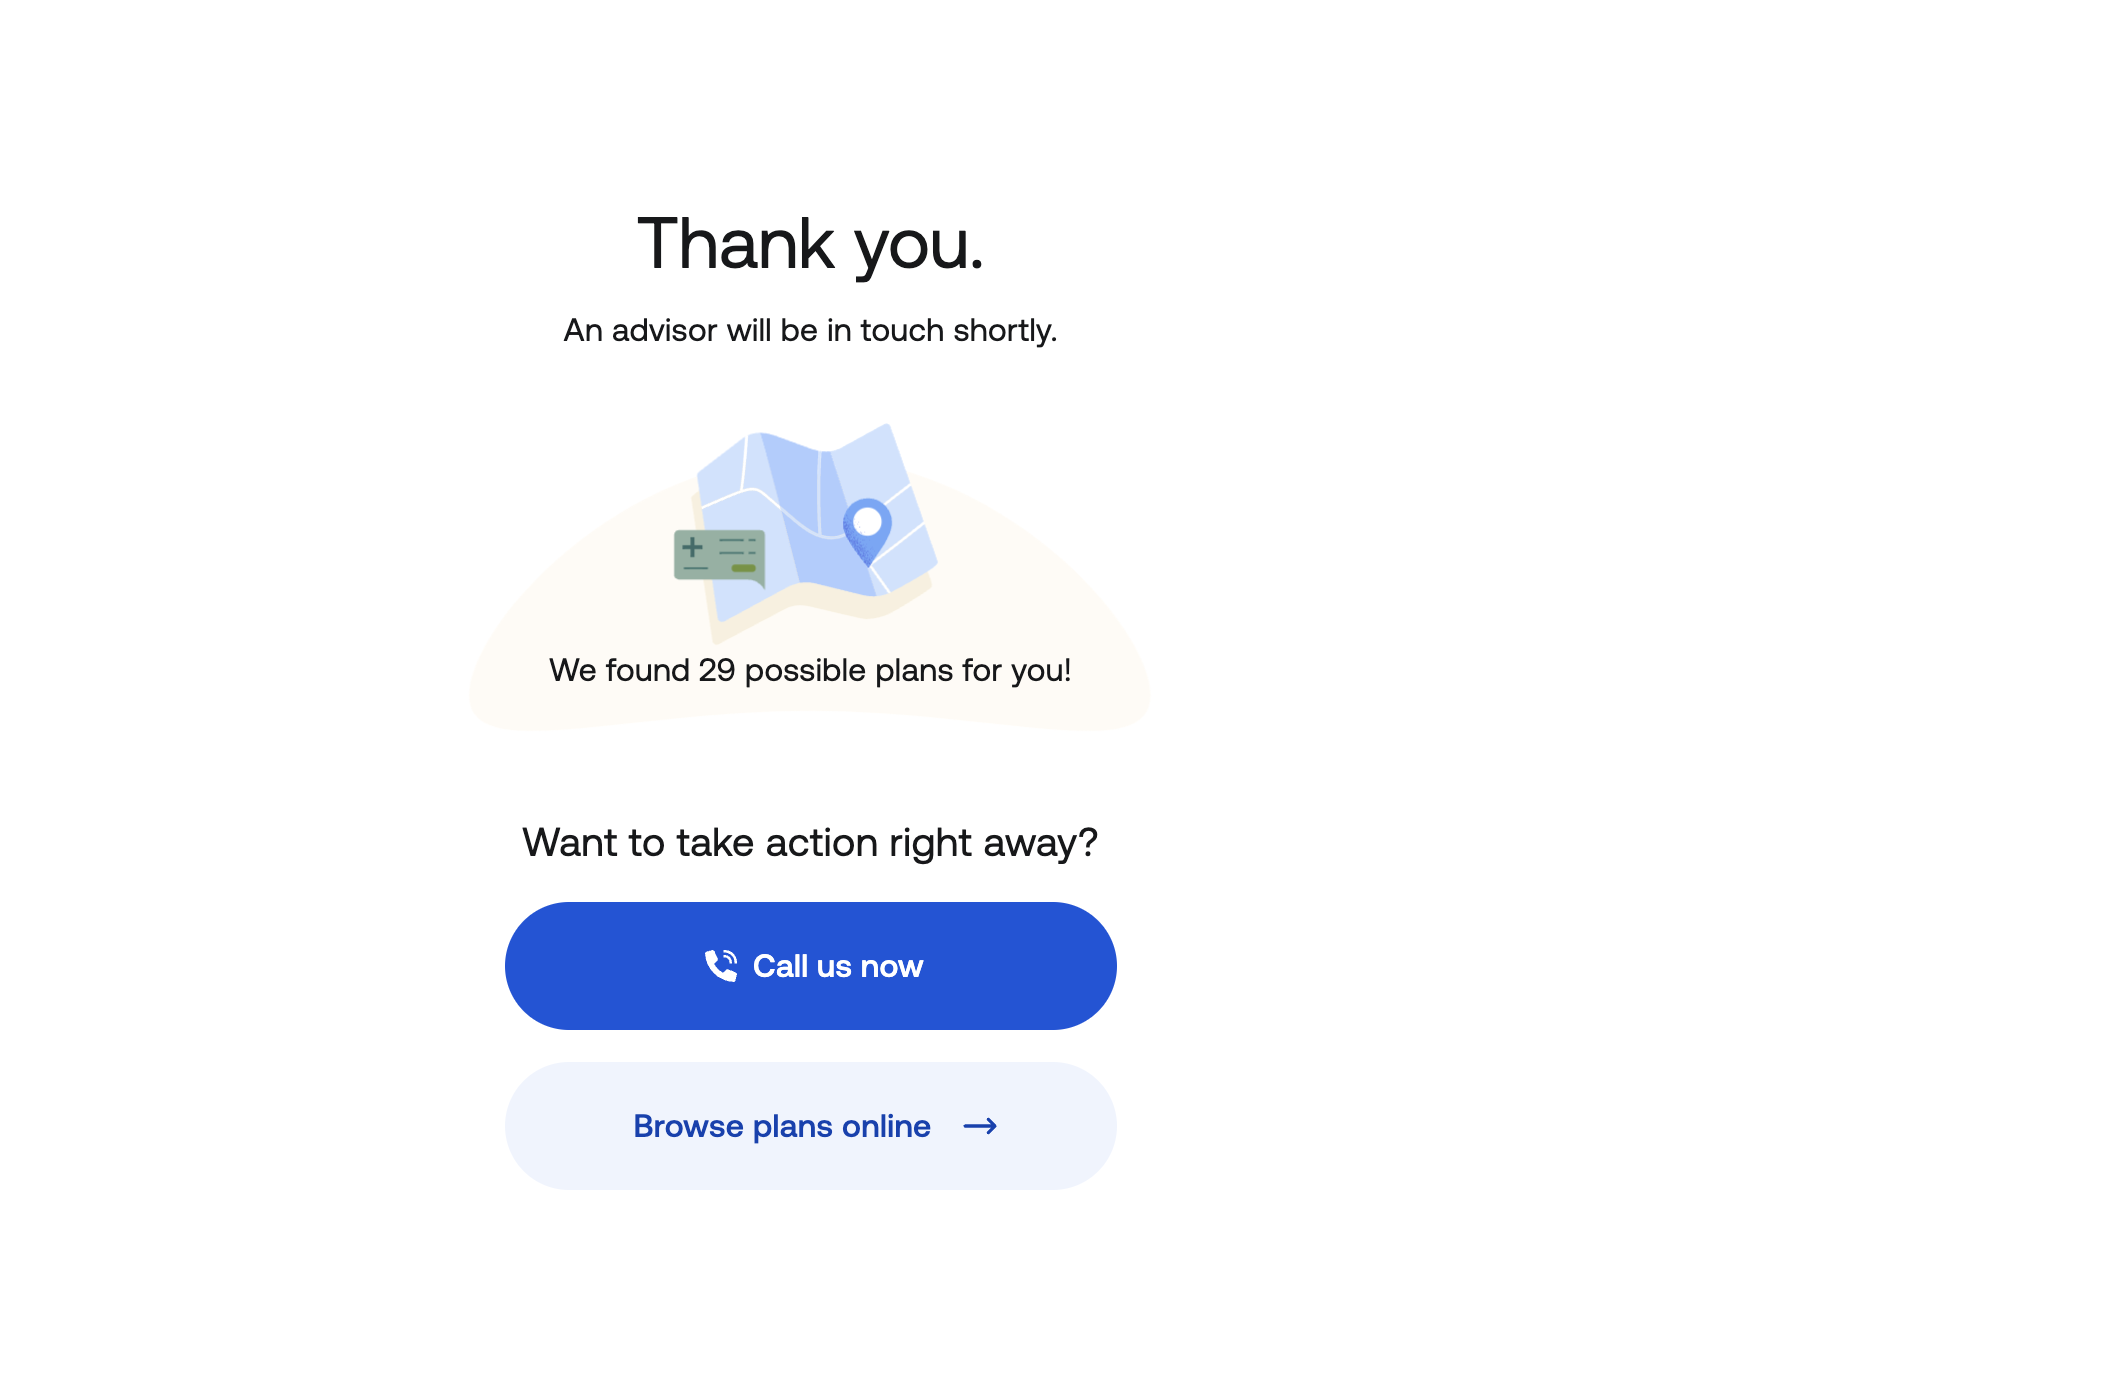 Thank you.
An advisor will be in touch shortly.
We found 29 possible plans for you!
Want to take action right away?
Call us now
Browse plans online